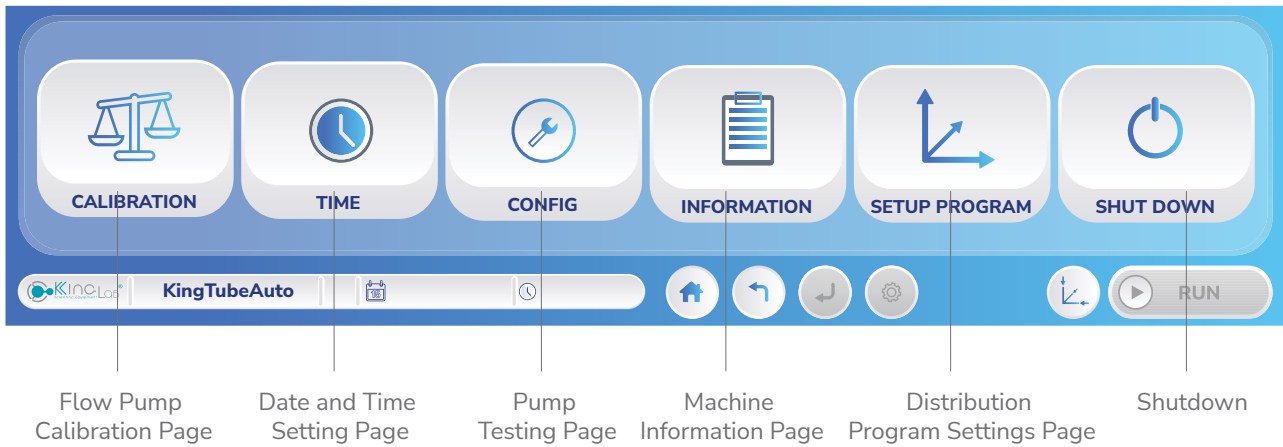 CALIBRATION
TIME
CONFIG
INFORMATION
SETUP PROGRAM
SHUT DOWN
KincLab®
KingTubeAuto
RUN
Flow Pump
Calibration Page
Date and Time
Setting Page
Pump
Testing Page
Machine
Information Page
Distribution
Program Settings Page
Shutdown